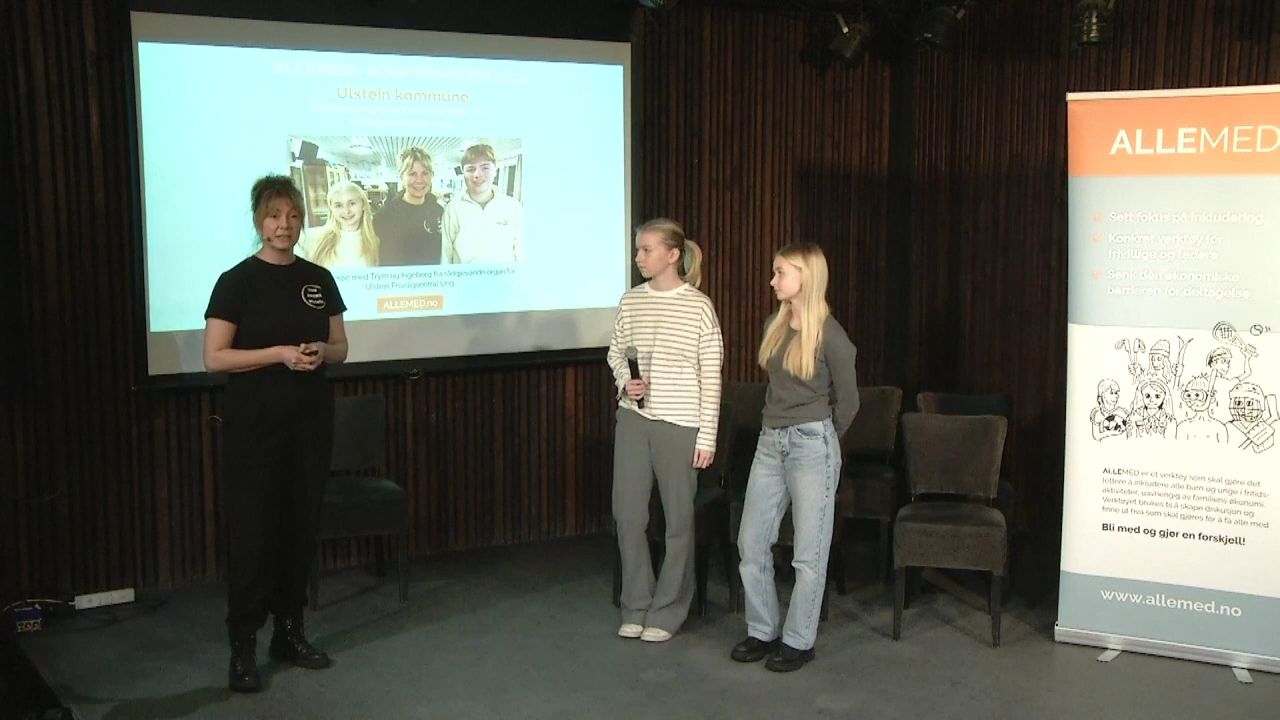 Ulstein kommune
med Trym og Ingeborg fra rådgevande organ for
Ulstein Frivilligsentral Ung
ALLEMED.no
ALLEMED
Sett fokus på inkludering
Konkret verktøy for
frivillige og ledere
Senk den økonomiske
barrieren for deltagelse
ALLEMED er et verktøy som skal gjøre det
lettere å inkludere alle barn og unge i fritids-
aktiviteter, uavhengig av familiens økonomi.
Verktøyet brukes til å skape diskusjon og
finne ut hva som skal gjøres for å få alle med
Bli med og gjør en forskjell!
www.allemed.no